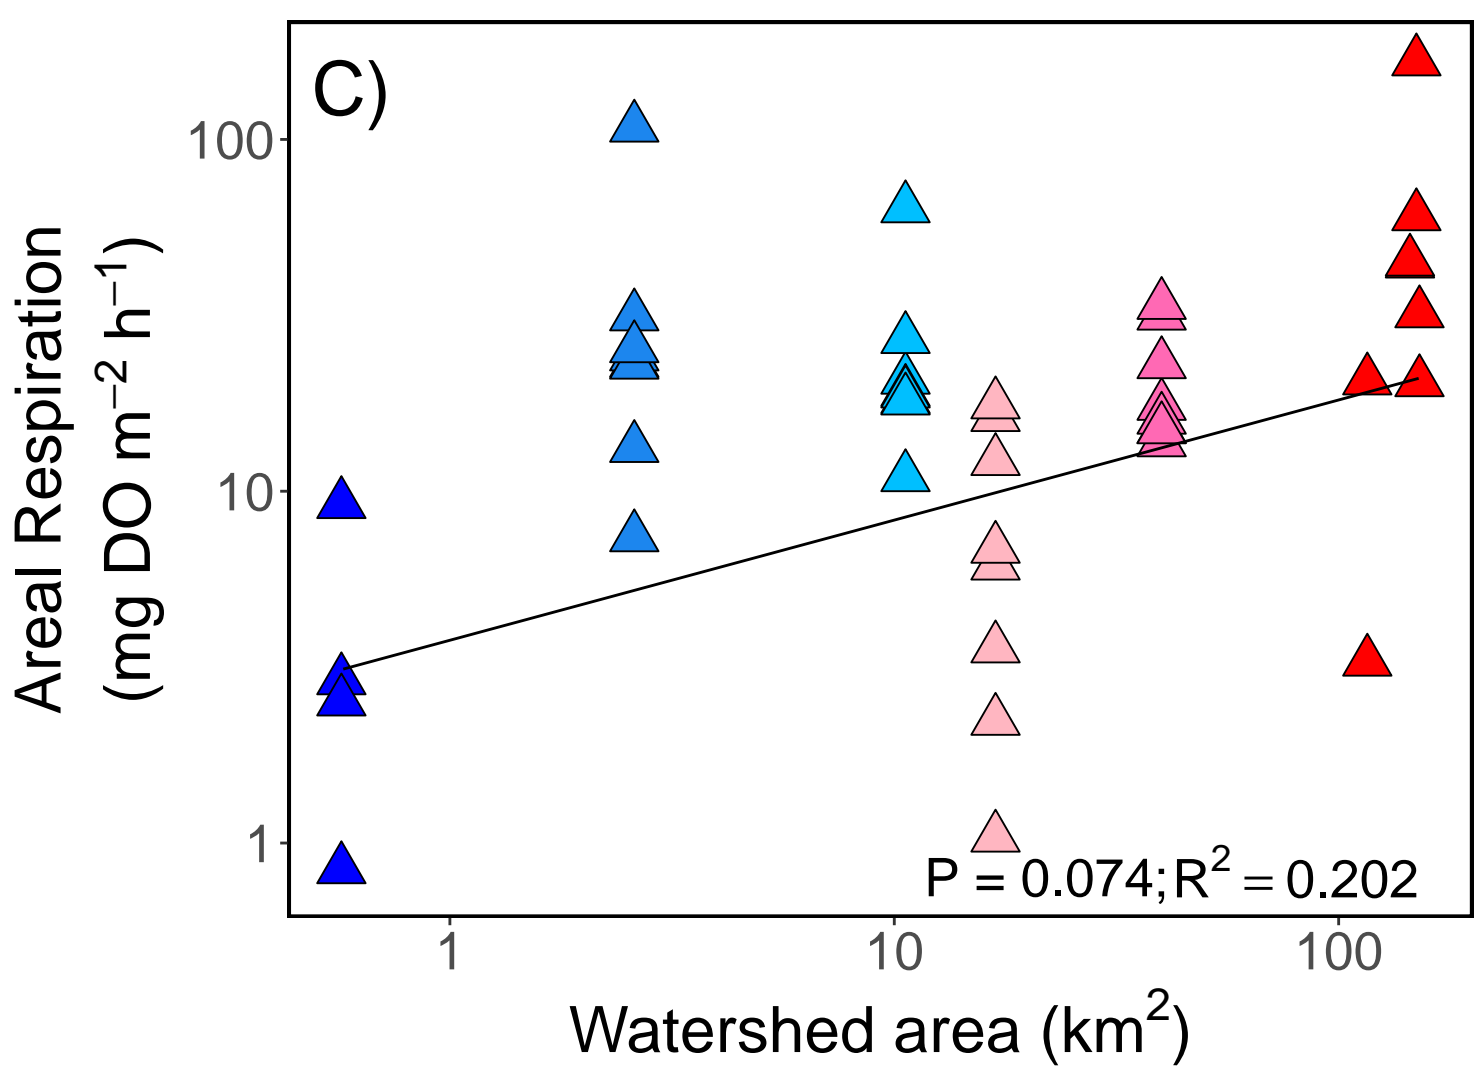 C)
100
10
1
Areal Respiration
(mg DO m⁻² h⁻¹)
P = 0.074; R² = 0.202
1
10
100
Watershed area (km²)